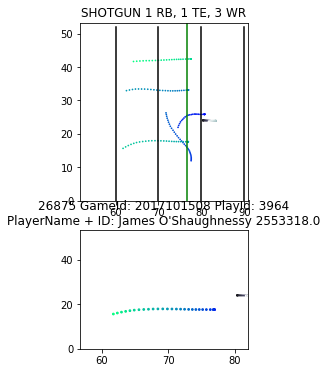 SHOTGUN 1 RB, 1 TE, 3 WR
50
40
30
20
10
0
60 70 80 90
26875 GameId: 2017101508 PlayId: 3964
PlayerName + ID: James O'Shaughnessy 2553318.0
40
20
0
60 70 80